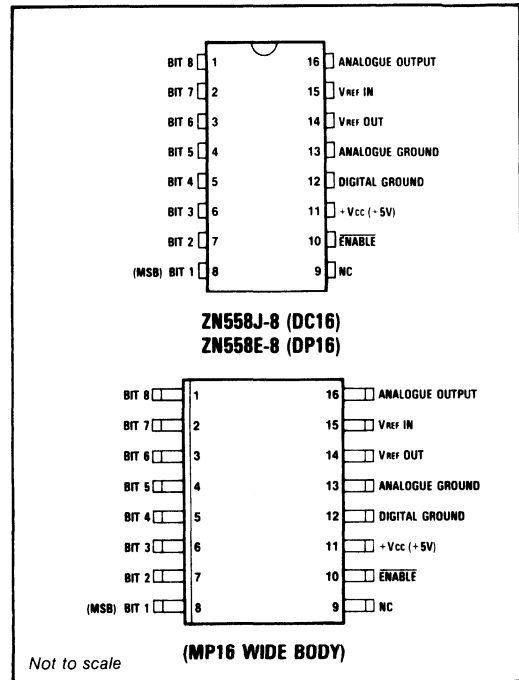 BIT 8 1 16 ANALOGUE OUTPUT
BIT 7 2 15 VREF IN
BIT 6 3 14 VREF OUT
BIT 5 4 13 ANALOGUE GROUND
BIT 4 5 12 DIGITAL GROUND
BIT 3 6 11 +VCC (+5V)
BIT 2 7 10 ENABLE
(MSB) BIT 1 8 9 NC
ZN558J-8 (DC16)
ZN558E-8 (DP16)
BIT 8 1 16 ANALOGUE OUTPUT
BIT 7 2 15 VREF IN
BIT 6 3 14 VREF OUT
BIT 5 4 13 ANALOGUE GROUND
BIT 4 5 12 DIGITAL GROUND
BIT 3 6 11 +VCC (+5V)
BIT 2 7 10 ENABLE
(MSB) BIT 1 8 9 NC
(MP16 WIDE BODY)
Not to scale